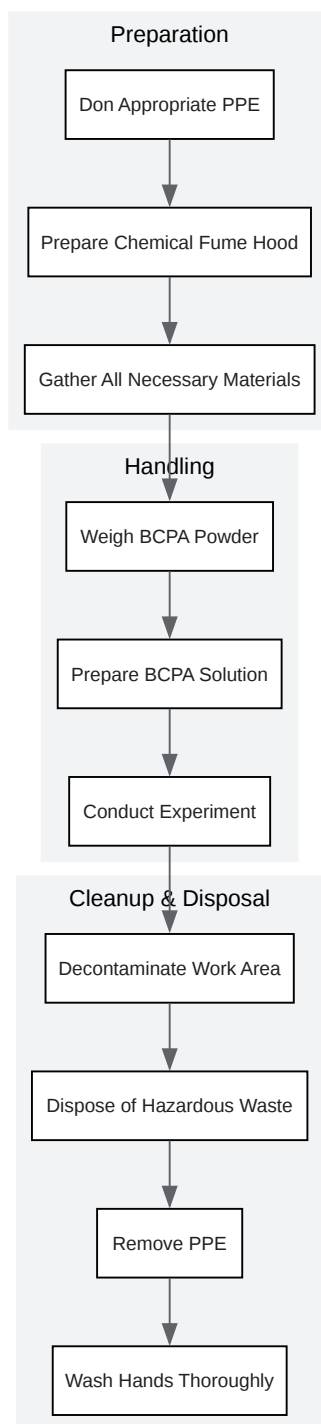 Preparation
Don Appropriate PPE
Prepare Chemical Fume Hood
Gather All Necessary Materials
Handling
Weigh BCPA Powder
Prepare BCPA Solution
Conduct Experiment
Cleanup & Disposal
Decontaminate Work Area
Dispose of Hazardous Waste
Remove PPE
Wash Hands Thoroughly